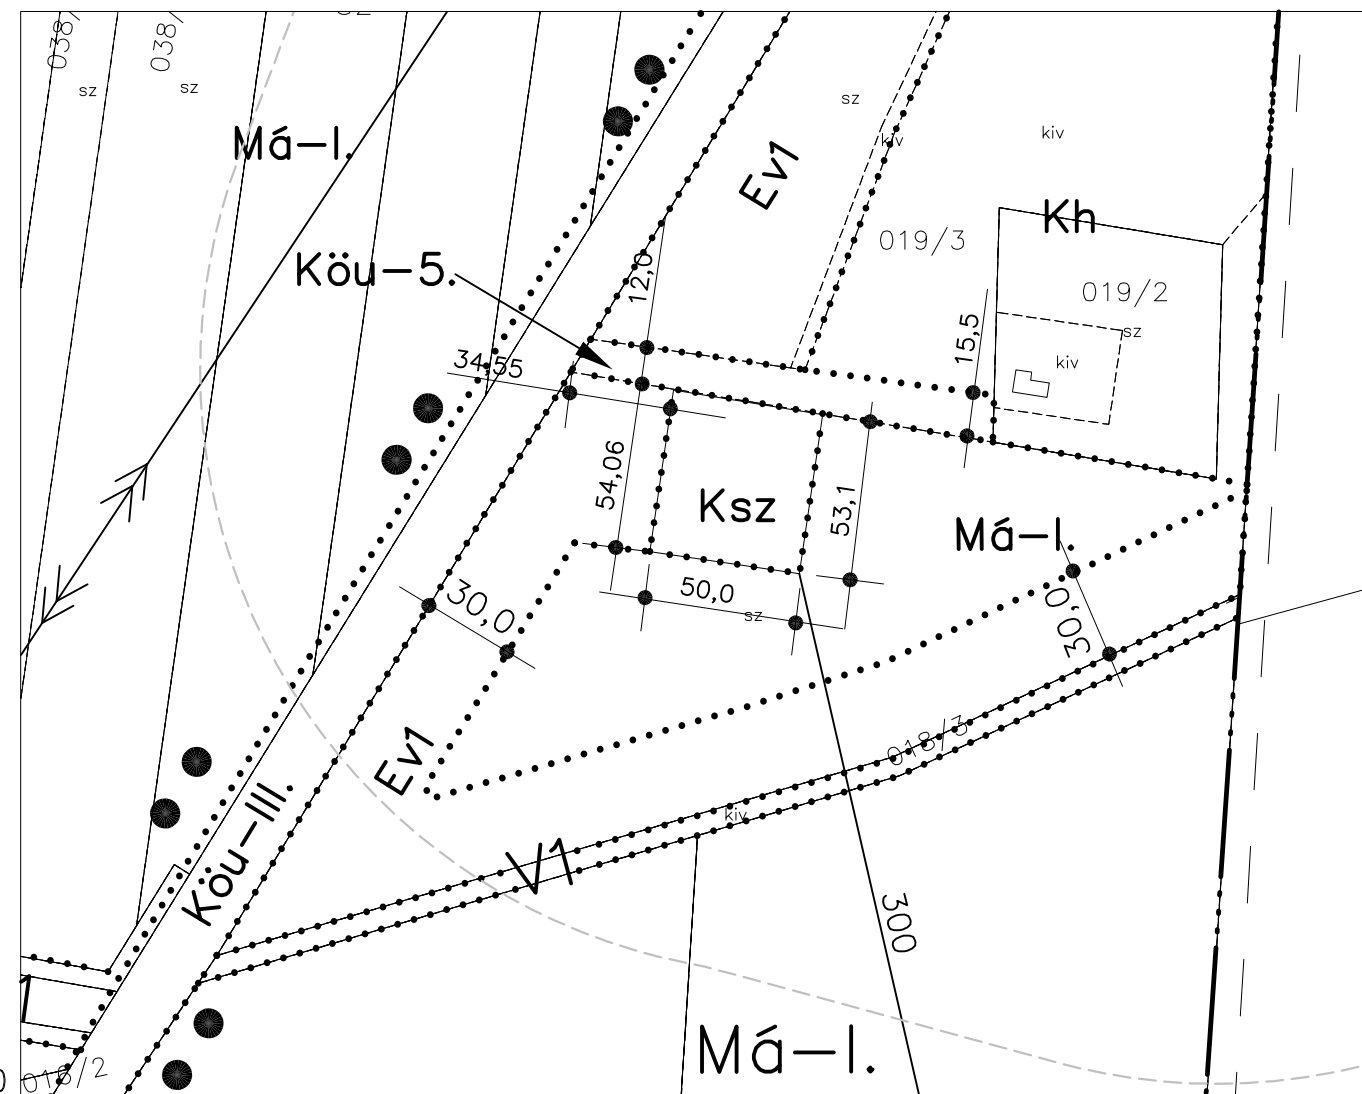 038/
038/
sz
sz
sz
Má-I.
Ev1
kiv
kiv
Kh
019/3
Köu-5.
12,0
019/2
sz
15,5
kiv
34,55
54,06
Ksz
53,1
Má-I.
30,0
50,0
sz
30,0
018/3
Ev1
Köu-III.
kiv
V1
300
1
Má-I.
016/2